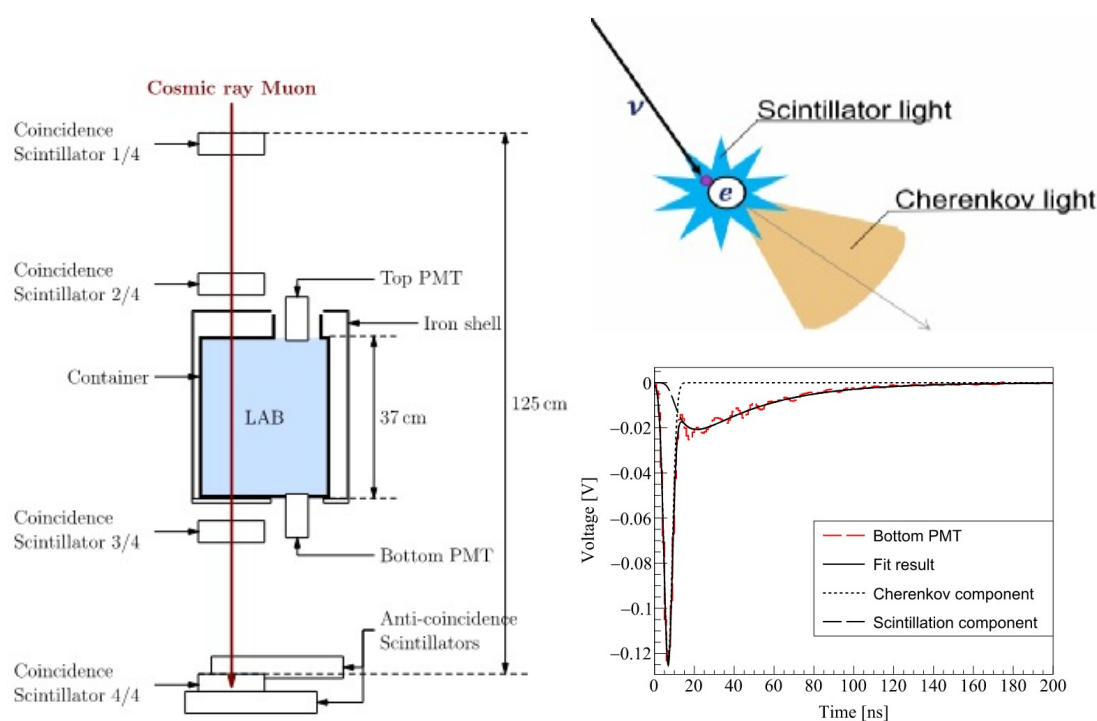 Cosmic ray Muon
Coincidence
Scintillator 1/4
Coincidence
Scintillator 2/4
Top PMT
Iron shell
Container
LAB
37 cm
125 cm
Coincidence
Scintillator 3/4
Bottom PMT
Anti-coincidence
Scintillators
Coincidence
Scintillator 4/4
ν
Scintillator light
e
Cherenkov light
Voltage [V]
0
−0.02
−0.04
−0.06
−0.08
−0.1
−0.12
Bottom PMT
Fit result
Cherenkov component
Scintillation component
0 20 40 60 80 100 120 140 160 180 200
Time [ns]